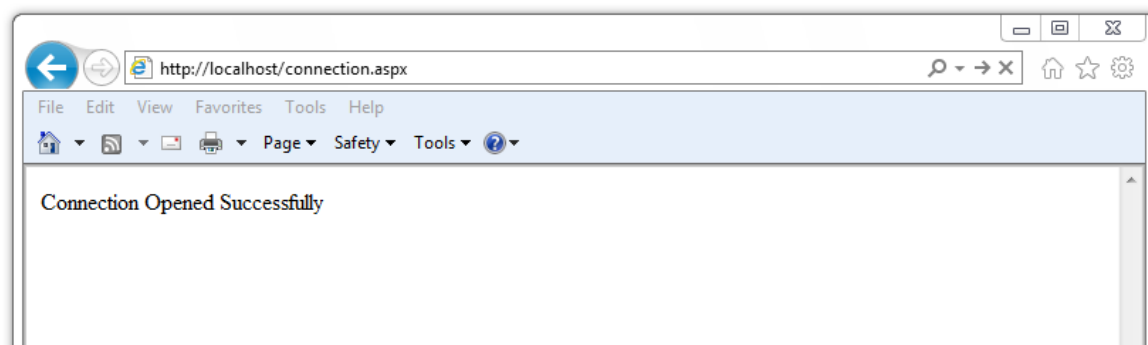 http://localhost/connection.aspx
File Edit View Favorites Tools Help
Page Safety Tools
Connection Opened Successfully